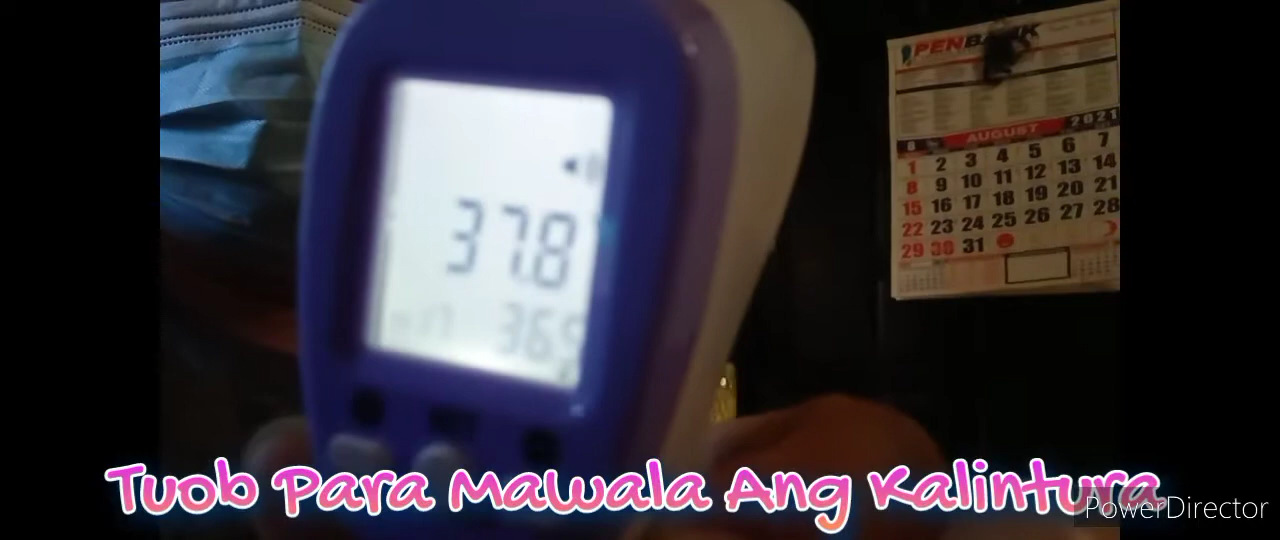 37.8
36.9
PENBANK
AUGUST 2021
1 2 3 4 5 6 7
8 9 10 11 12 13 14
15 16 17 18 19 20 21
22 23 24 25 26 27 28
29 30 31
Tuob Para Mawala Ang Kalintura
PowerDirector